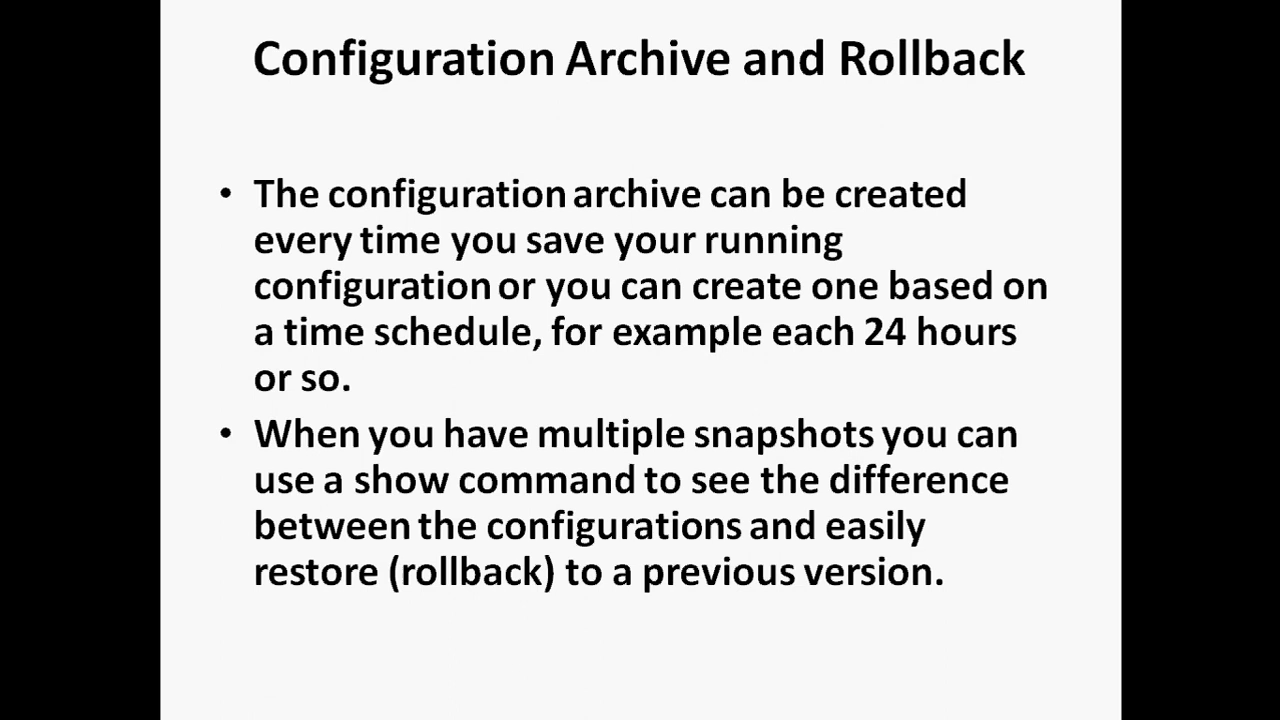 Configuration Archive and Rollback
• The configuration archive can be created
every time you save your running
configuration or you can create one based on
a time schedule, for example each 24 hours
or so.
• When you have multiple snapshots you can
use a show command to see the difference
between the configurations and easily
restore (rollback) to a previous version.